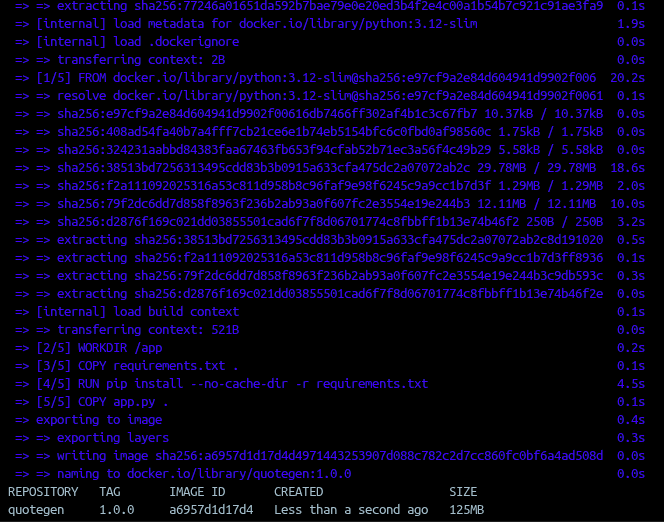 => => extracting sha256:77246a01651da592b7bae79e0e20ed3b4f2e4c00a1b54b7c921c91ae3fa9 0.1s
=> [internal] load metadata for docker.io/library/python:3.12-slim 1.9s
=> [internal] load .dockerignore 0.0s
=> => transferring context: 2B 0.0s
=> [1/5] FROM docker.io/library/python:3.12-slim@sha256:e97cf9a2e84d604941d9902f006 20.2s
=> => resolve docker.io/library/python:3.12-slim@sha256:e97cf9a2e84d604941d9902f0061 0.1s
=> => sha256:e97cf9a2e84d604941d9902f00616db7466ff302af4b1c3c67fb7 10.37kB / 10.37kB 0.0s
=> => sha256:408ad54fa40b7a4fff7cb21ce6e1b74eb5154bfc6c0fbd0af98560c 1.75kB / 1.75kB 0.0s
=> => sha256:324231aabbd84383faa67463fb653f94cfab52b71ec3a56f4c49b29 5.58kB / 5.58kB 0.0s
=> => sha256:38513bd7256313495cdd83b3b0915a633cfa475dc2a07072ab2c 29.78MB / 29.78MB 18.6s
=> => sha256:f2a111092025316a53c811d958b8c96faf9e98f6245c9a9cc1b7d3f 1.29MB / 1.29MB 2.0s
=> => sha256:79f2dc6dd7d858f8963f236b2ab93a0f607fc2e3554e19e244b3 12.11MB / 12.11MB 10.0s
=> => sha256:d2876f169c021dd03855501cad6f7f8d06701774c8fbbff1b13e74b46f2 250B / 250B 3.2s
=> => extracting sha256:38513bd7256313495cdd83b3b0915a633cfa475dc2a07072ab2c8d191020 0.5s
=> => extracting sha256:f2a111092025316a53c811d958b8c96faf9e98f6245c9a9cc1b7d3ff8936 0.1s
=> => extracting sha256:79f2dc6dd7d858f8963f236b2ab93a0f607fc2e3554e19e244b3c9db593c 0.3s
=> => extracting sha256:d2876f169c021dd03855501cad6f7f8d06701774c8fbbff1b13e74b46f2e 0.0s
=> [internal] load build context 0.1s
=> => transferring context: 521B 0.0s
=> [2/5] WORKDIR /app 0.2s
=> [3/5] COPY requirements.txt . 0.1s
=> [4/5] RUN pip install --no-cache-dir -r requirements.txt 4.5s
=> [5/5] COPY app.py . 0.1s
=> exporting to image 0.4s
=> => exporting layers 0.3s
=> => writing image sha256:a6957d1d17d4d4971443253907d088c782c2d7cc860fc0bf6a4ad508d 0.0s
=> => naming to docker.io/library/quotegen:1.0.0 0.0s
REPOSITORY TAG IMAGE ID CREATED SIZE
quotegen 1.0.0 a6957d1d17d4 Less than a second ago 125MB